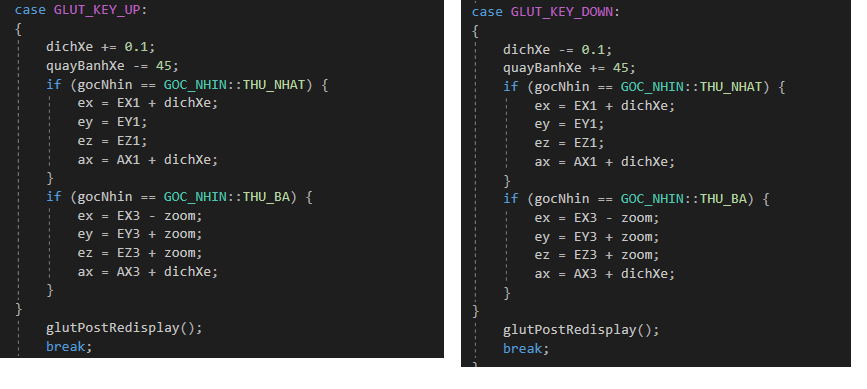 case GLUT_KEY_UP:
{
dichXe += 0.1;
quayBanhXe -= 45;
if (gocNhin == GOC_NHIN::THU_NHAT) {
ex = EX1 + dichXe;
ey = EY1;
ez = EZ1;
ax = AX1 + dichXe;
}
if (gocNhin == GOC_NHIN::THU_BA) {
ex = EX3 - zoom;
ey = EY3 + zoom;
ez = EZ3 + zoom;
ax = AX3 + dichXe;
}
}
glutPostRedisplay();
break;
case GLUT_KEY_DOWN:
{
dichXe -= 0.1;
quayBanhXe += 45;
if (gocNhin == GOC_NHIN::THU_NHAT) {
ex = EX1 + dichXe;
ey = EY1;
ez = EZ1;
ax = AX1 + dichXe;
}
if (gocNhin == GOC_NHIN::THU_BA) {
ex = EX3 - zoom;
ey = EY3 + zoom;
ez = EZ3 + zoom;
ax = AX3 + dichXe;
}
}
glutPostRedisplay();
break;